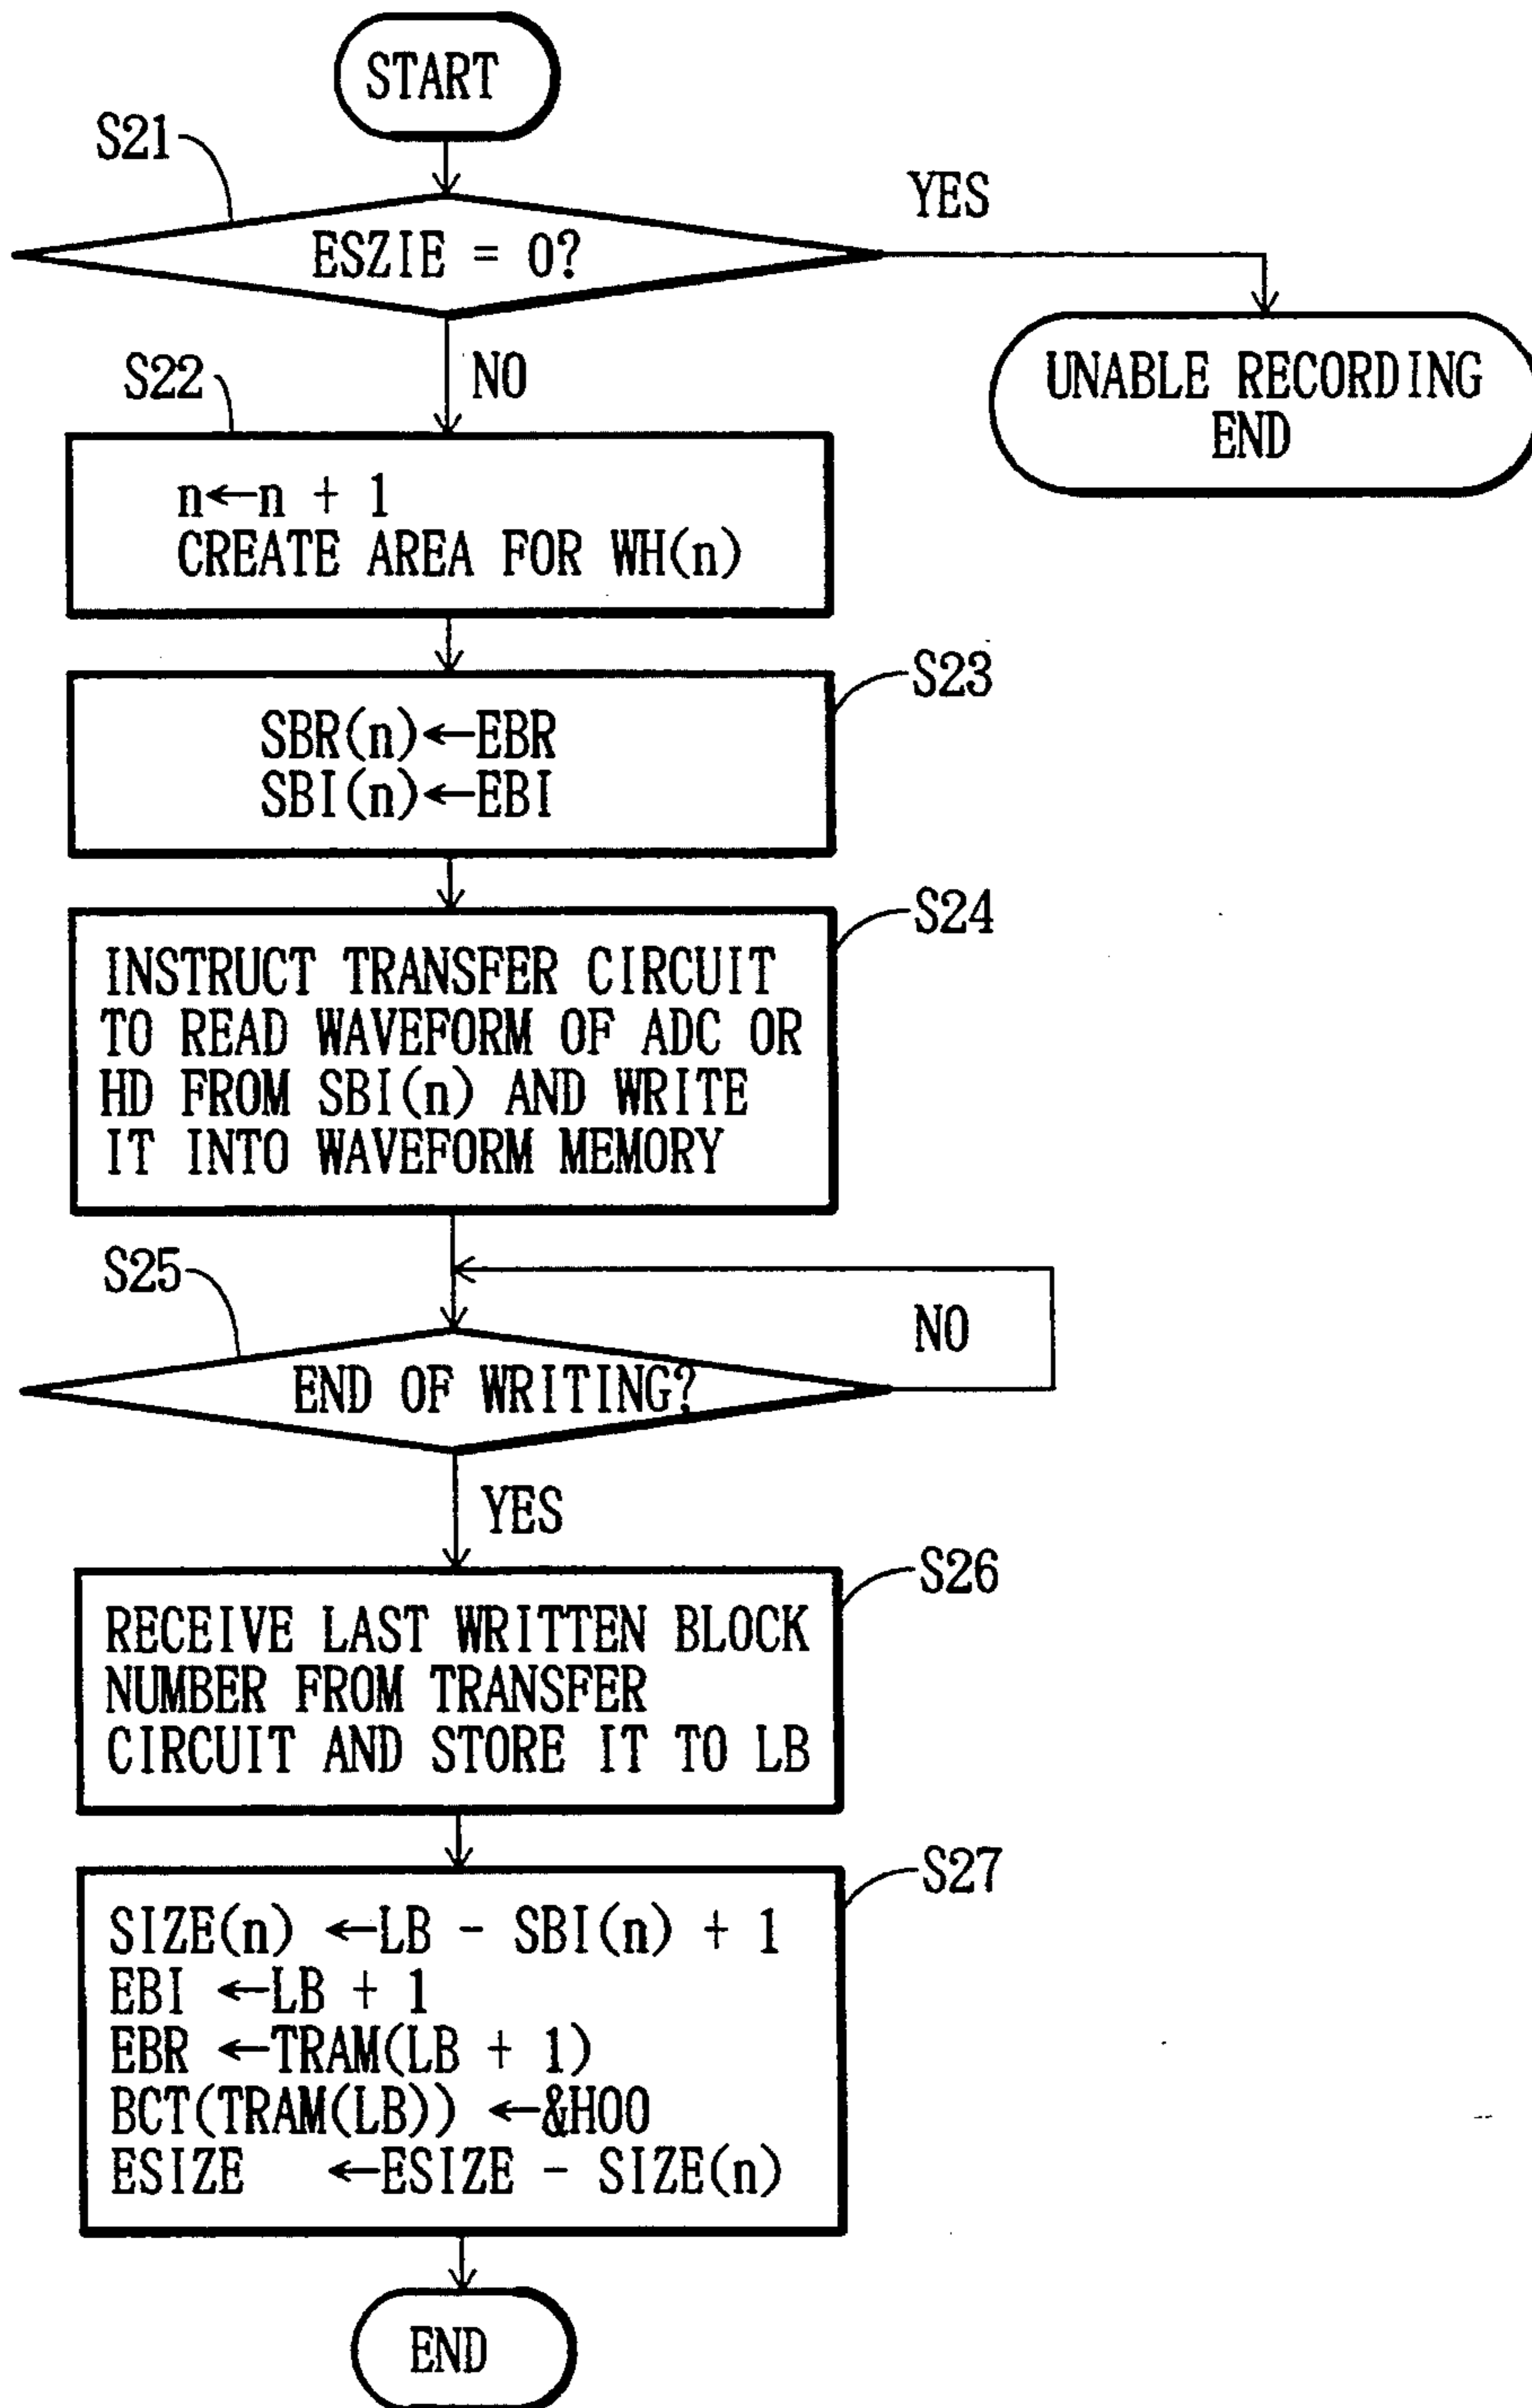 START
S21
ESZIE = 0?
YES
UNABLE RECORDING
END
NO
S22
n←n + 1
CREATE AREA FOR WH(n)
S23
SBR(n)←EBR
SBI(n)←EBI
S24
INSTRUCT TRANSFER CIRCUIT
TO READ WAVEFORM OF ADC OR
HD FROM SBI(n) AND WRITE
IT INTO WAVEFORM MEMORY
S25
END OF WRITING?
NO
YES
S26
RECEIVE LAST WRITTEN BLOCK
NUMBER FROM TRANSFER
CIRCUIT AND STORE IT TO LB
S27
SIZE(n) ←LB - SBI(n) + 1
EBI ←LB + 1
EBR ←TRAM(LB + 1)
BCT(TRAM(LB)) ←&H00
ESIZE ←ESIZE - SIZE(n)
END